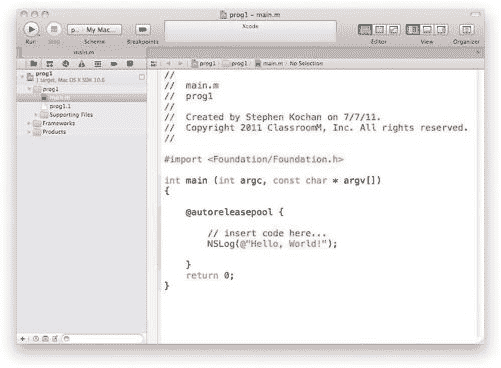 prog1 – main.m
p... My Mac...
Xcode
Run
Stop
Scheme
Breakpoints
Editor
View
Organizer
main.m
prog1
1 target, Mac OS X SDK 10.6
prog1
main.m
prog1.1
Supporting Files
Frameworks
Products
prog1
prog1
main.m
No Selection
//
// main.m
// prog1
//
// Created by Stephen Kochan on 7/7/11.
// Copyright 2011 ClassroomM, Inc. All rights reserved.
//
#import <Foundation/Foundation.h>
int main (int argc, const char * argv[])
{
@autoreleasepool {
// insert code here...
NSLog(@"Hello, World!");
}
return 0;
}